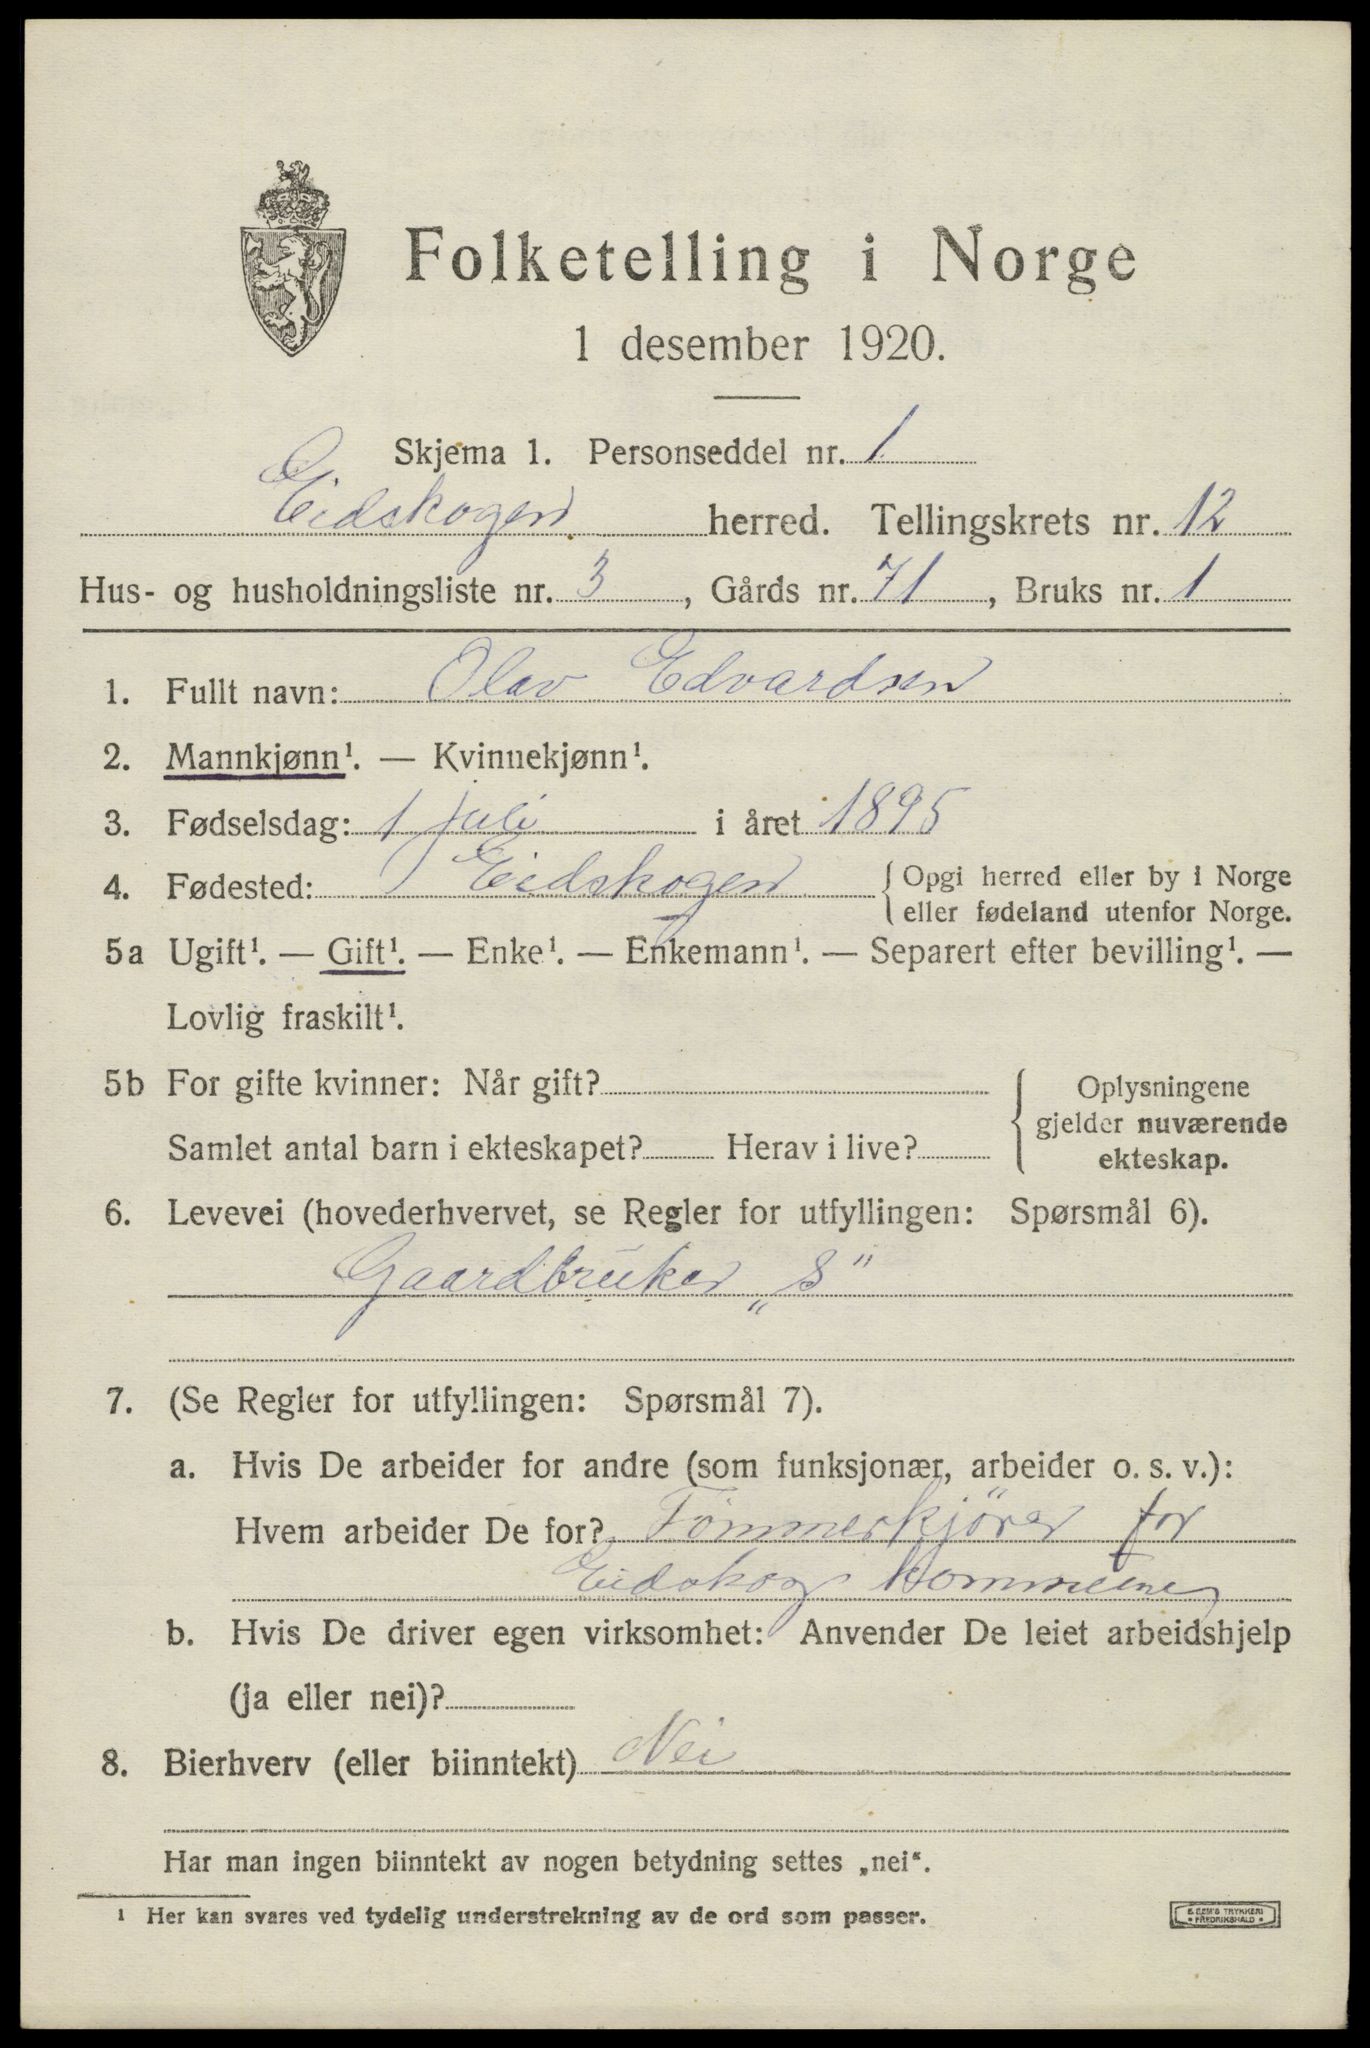 Folketelling i Norge
1 desember 1920.
Skjema 1. Personseddel nr. 1
Eidskogen herred. Tellingskrets nr. 12
Hus- og husholdningsliste nr. 3, Gårds nr. 71, Bruks nr. 1
1. Fullt navn: Olav Edvardsen
2. Mannkjønn¹. — Kvinnekjønn¹.
3. Fødselsdag: 1 juli i året 1895
4. Fødested: Eidskogen { Opgi herred eller by i Norge
eller fødeland utenfor Norge.
5a Ugift¹. — Gift¹. — Enke¹. — Enkemann¹. — Separert efter bevilling¹. —
Lovlig fraskilt¹.
5b For gifte kvinner: Når gift? { Oplysningene
gjelder nuværende
Samlet antal barn i ekteskapet? Herav i live? ekteskap.
6. Levevei (hovederhvervet, se Regler for utfyllingen: Spørsmål 6).
Gaardbruker „S"
7. (Se Regler for utfyllingen: Spørsmål 7).
a. Hvis De arbeider for andre (som funksjonær, arbeider o. s. v.):
Hvem arbeider De for? Tömmerkjörer for
Eidskog kommune
b. Hvis De driver egen virksomhet: Anvender De leiet arbeidshjelp
(ja eller nei)?
8. Bierhverv (eller biinntekt) Nei
Har man ingen biinntekt av nogen betydning settes „nei".
¹ Her kan svares ved tydelig understrekning av de ord som passer.
E. SEM'S TRYKKERI
• FREDRIKSHALD •